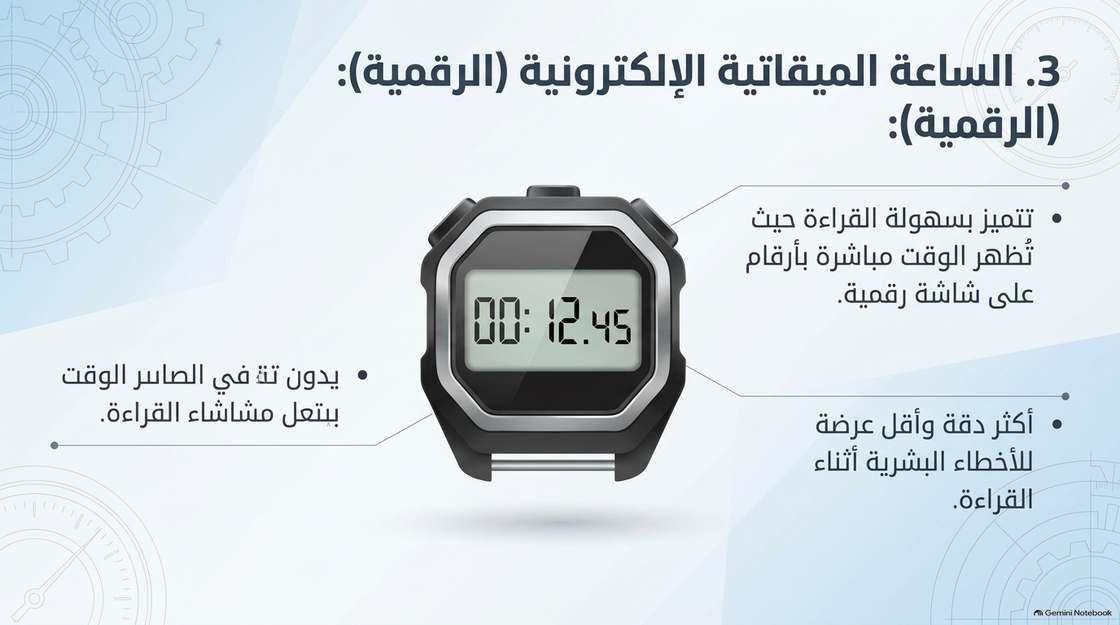 3. الساعة الميقاتية الإلكترونية (الرقمية):
(الرقمية):
• تتميز بسهولة القراءة حيث
تُظهر الوقت مباشرة بأرقام
على شاشة رقمية.
• أكثر دقة وأقل عرضة
للأخطاء البشرية أثناء
القراءة.
• يدون في الوقت
القراءة.
00:12.45
Gemini Notebook